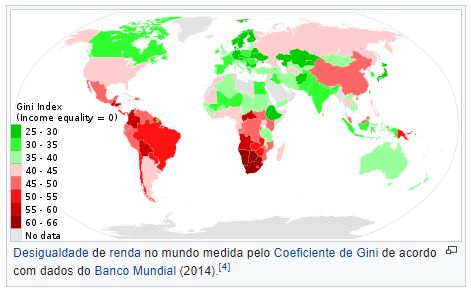 Gini Index
(Income equality = 0)
25 - 30
30 - 35
35 - 40
40 - 45
45 - 50
50 - 55
55 - 60
60 - 66
No data
Desigualdade de renda no mundo medida pelo Coeficiente de Gini de acordo
com dados do Banco Mundial (2014).[4]